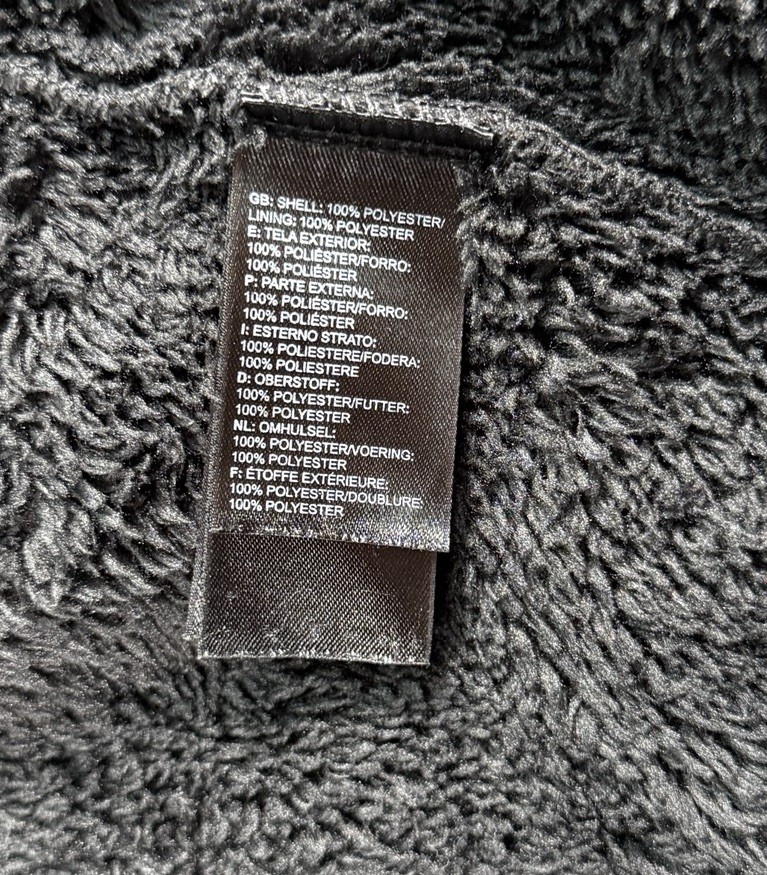 GB: SHELL: 100% POLYESTER/
LINING: 100% POLYESTER
E: TELA EXTERIOR:
100% POLIÉSTER/FORRO:
100% POLIÉSTER
P: PARTE EXTERNA:
100% POLIÉSTER/FORRO:
100% POLIÉSTER
I: ESTERNO STRATO:
100% POLIESTERE/FODERA:
100% POLIESTERE
D: OBERSTOFF:
100% POLYESTER/FUTTER:
100% POLYESTER
NL: OMHULSEL:
100% POLYESTER/VOERING:
100% POLYESTER
F: ÉTOFFE EXTÉRIEURE:
100% POLYESTER/DOUBLURE:
100% POLYESTER